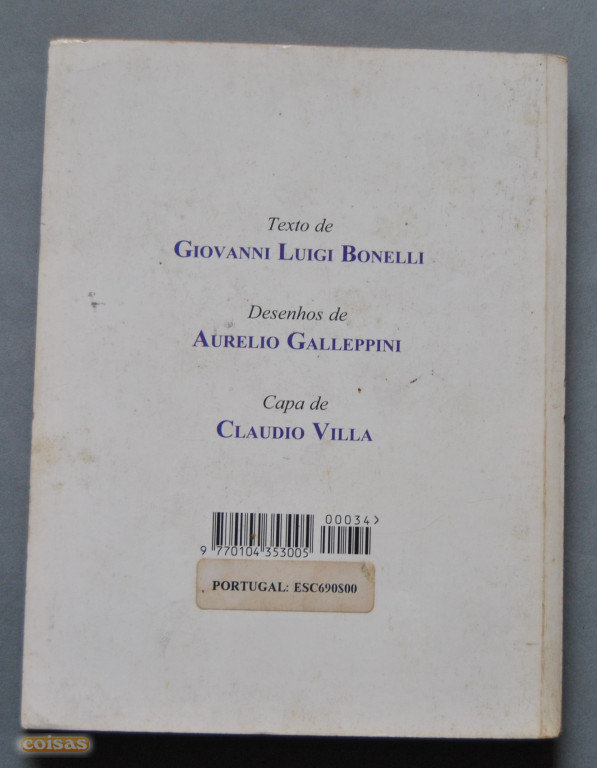 Texto de
GIOVANNI LUIGI BONELLI
Desenhos de
AURELIO GALLEPPINI
Capa de
CLAUDIO VILLA
00034>
9 770104 353005
PORTUGAL: ESC690$00
coisas